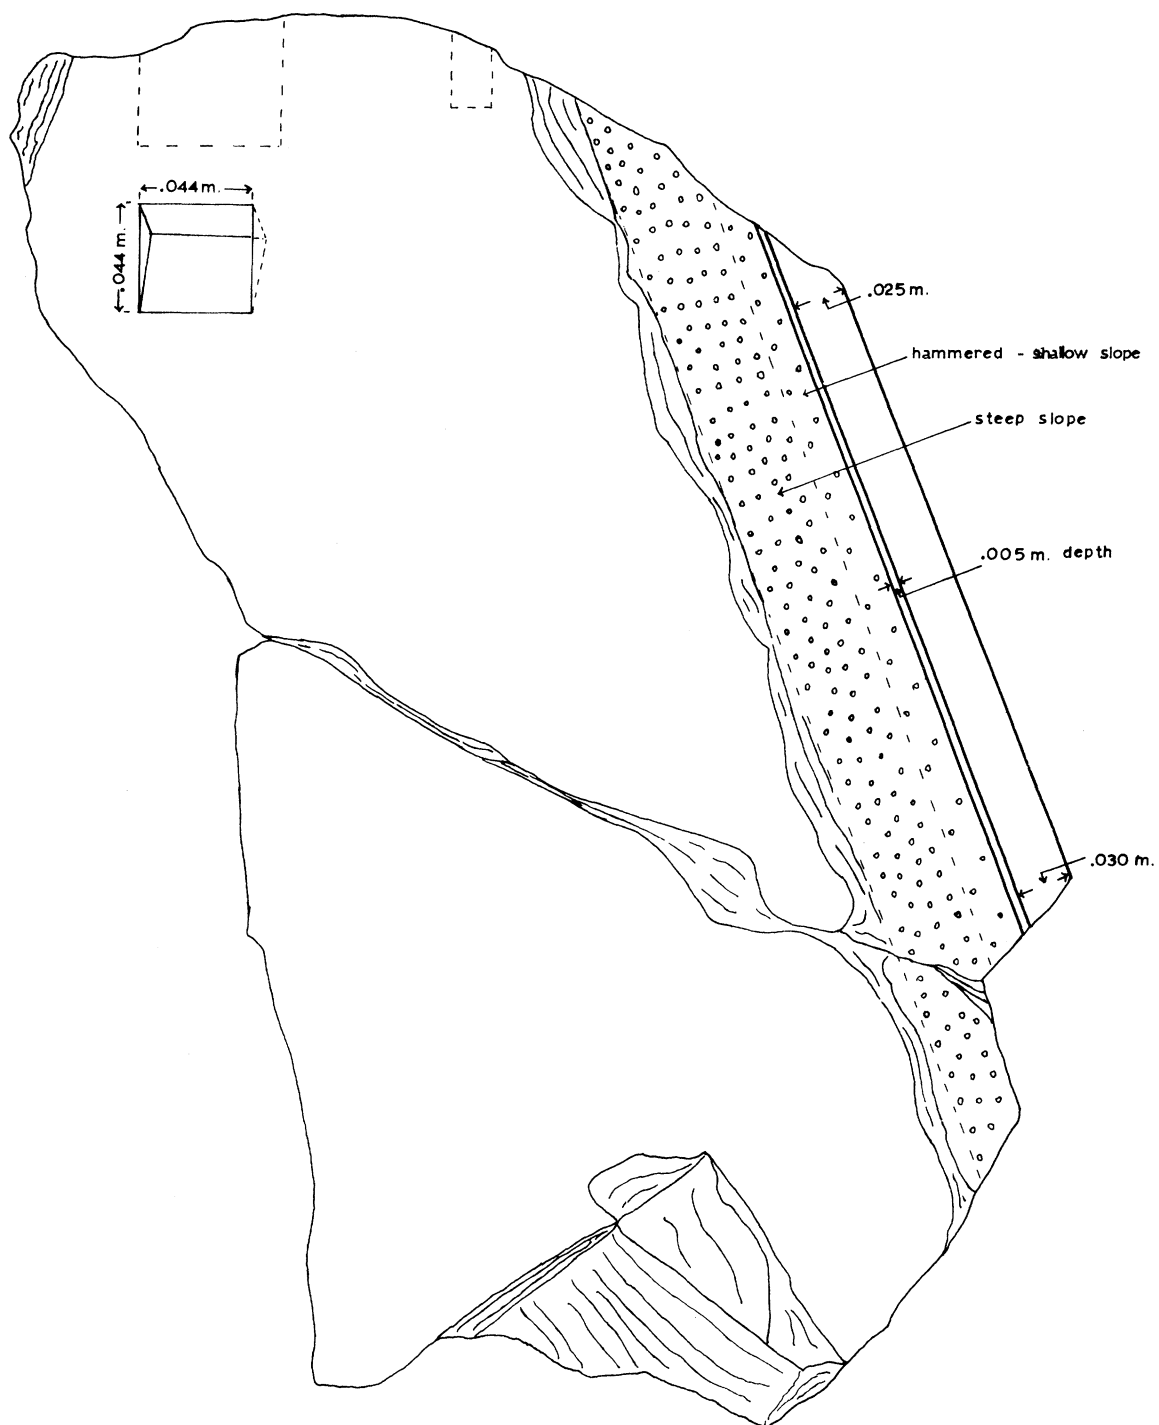 .044 m.
.044 m.
.025 m.
hammered - shallow slope
steep slope
.005 m. depth
.030 m.